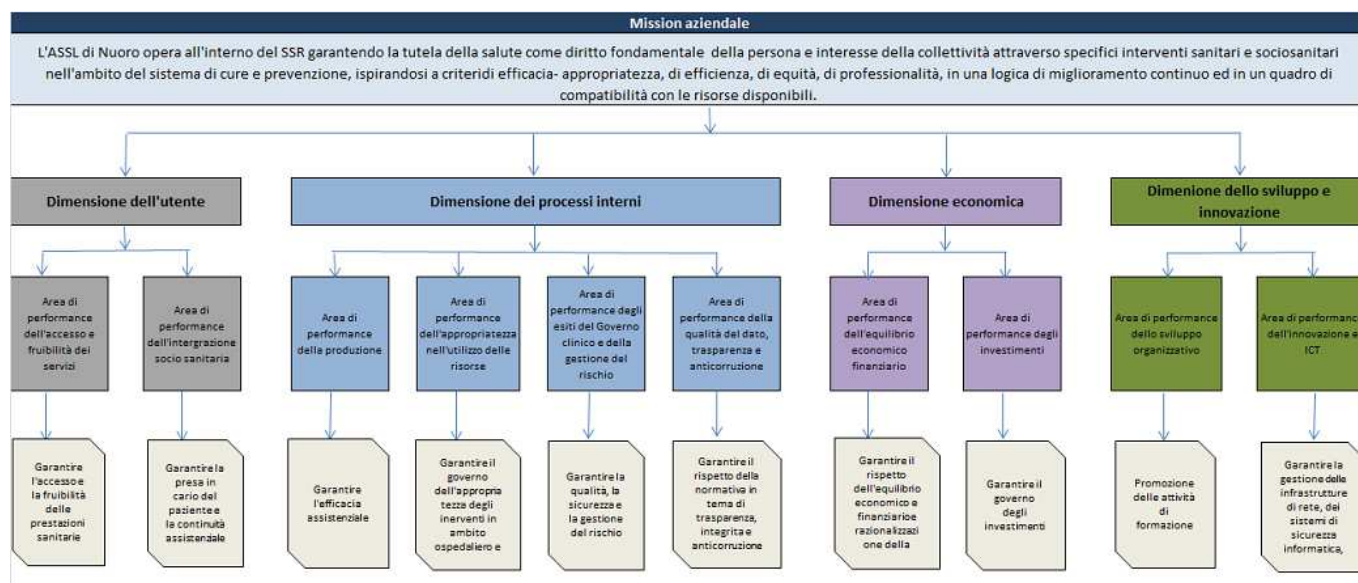 Mission aziendale
L'ASSL di Nuoro opera all'interno del SSR garantendo la tutela della salute come diritto fondamentale della persona e interesse della collettività attraverso specifici interventi sanitari e sociosanitari
nell'ambito del sistema di cure e prevenzione, ispirandosi a criteridi efficacia- appropriatezza, di efficienza, di equità, di professionalità, in una logica di miglioramento continuo ed in un quadro di
compatibilità con le risorse disponibili.
Dimensione dell'utente
Dimensione dei processi interni
Dimensione economica
Dimenione dello sviluppo e
innovazione
Area di
performance
dell'accesso e
fruibilità dei
servizi
Area di
performance
dell'intergrazione
socio sanitaria
Area di
performance
della produzione
Area di
performance
dell'appropriatezza
nell'utilizzo delle
risorse
Area di
performance degli
esiti del Governo
clinico e della
gestione del
rischio
Area di
performance della
qualità del dato,
trasparenza e
anticorruzione
Area di
performance
dell'equilibrio
economico
finanziario
Area di
performance degli
investimenti
Area di performance
dello sviluppo
organizzativo
Area di performance
dell'innovazione e
ICT
Garantire
l'accesso e
la fruibilità
delle
prestazioni
sanitarie
Garantire la
presa in
cario del
paziente e
la continuità
assistenziale
Garantire
l'efficacia
assistenziale
Garantire il
governo
dell'appropria
tezza degli
inerventi in
ambito
ospedaliero e
Garantire la
qualità, la
sicurezza e
la gestione
del rischio
Garantire il
rispetto della
normativa in
tema di
trasparenza,
integrita e
anticorruzione
Garantire il
rispetto
dell'equilibrio
economico e
finanziarioe
razionalizzazi
one della
Garantire il
governo
degli
investimenti
Promozione
delle attività
di
formazione
Garantire la
gestione delle
infrastrutture
di rete, dei
sistemi di
sicurezza
informatica,